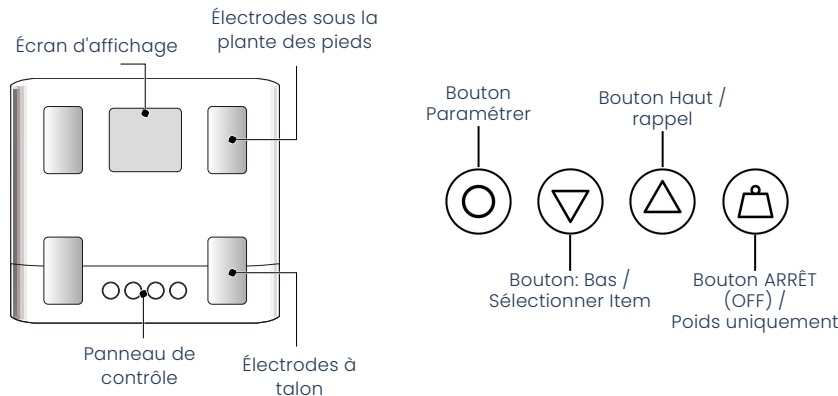 Électrodes sous la
plante des pieds
Écran d'affichage
Panneau de
contrôle
Électrodes à
talon
Bouton
Paramétrer
Bouton Haut /
rappel
Bouton: Bas /
Sélectionner Item
Bouton ARRÊT
(OFF) /
Poids uniquement